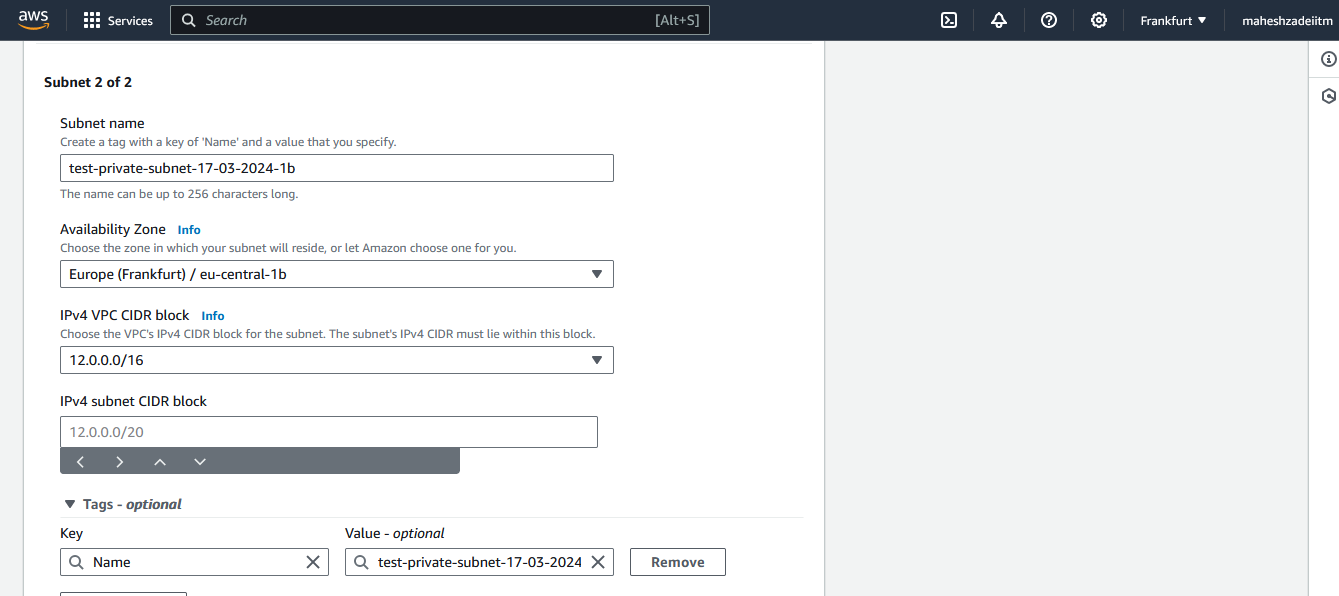 aws Services Search [Alt+S] Frankfurt maheshzadeiitm
Subnet 2 of 2
Subnet name
Create a tag with a key of 'Name' and a value that you specify.
test-private-subnet-17-03-2024-1b
The name can be up to 256 characters long.
Availability Zone Info
Choose the zone in which your subnet will reside, or let Amazon choose one for you.
Europe (Frankfurt) / eu-central-1b
IPv4 VPC CIDR block Info
Choose the VPC's IPv4 CIDR block for the subnet. The subnet's IPv4 CIDR must lie within this block.
12.0.0.0/16
IPv4 subnet CIDR block
12.0.0.0/20
Tags - optional
Key Value - optional
Name test-private-subnet-17-03-2024 Remove